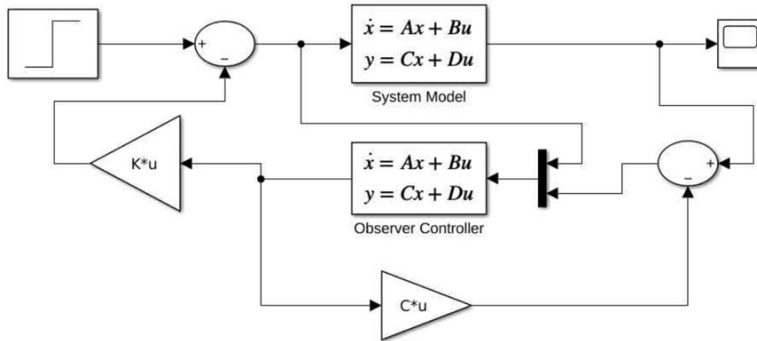 +
−
ẋ = Ax + Bu
y = Cx + Du
System Model
K*u
ẋ = Ax + Bu
y = Cx + Du
Observer Controller
+
−
C*u